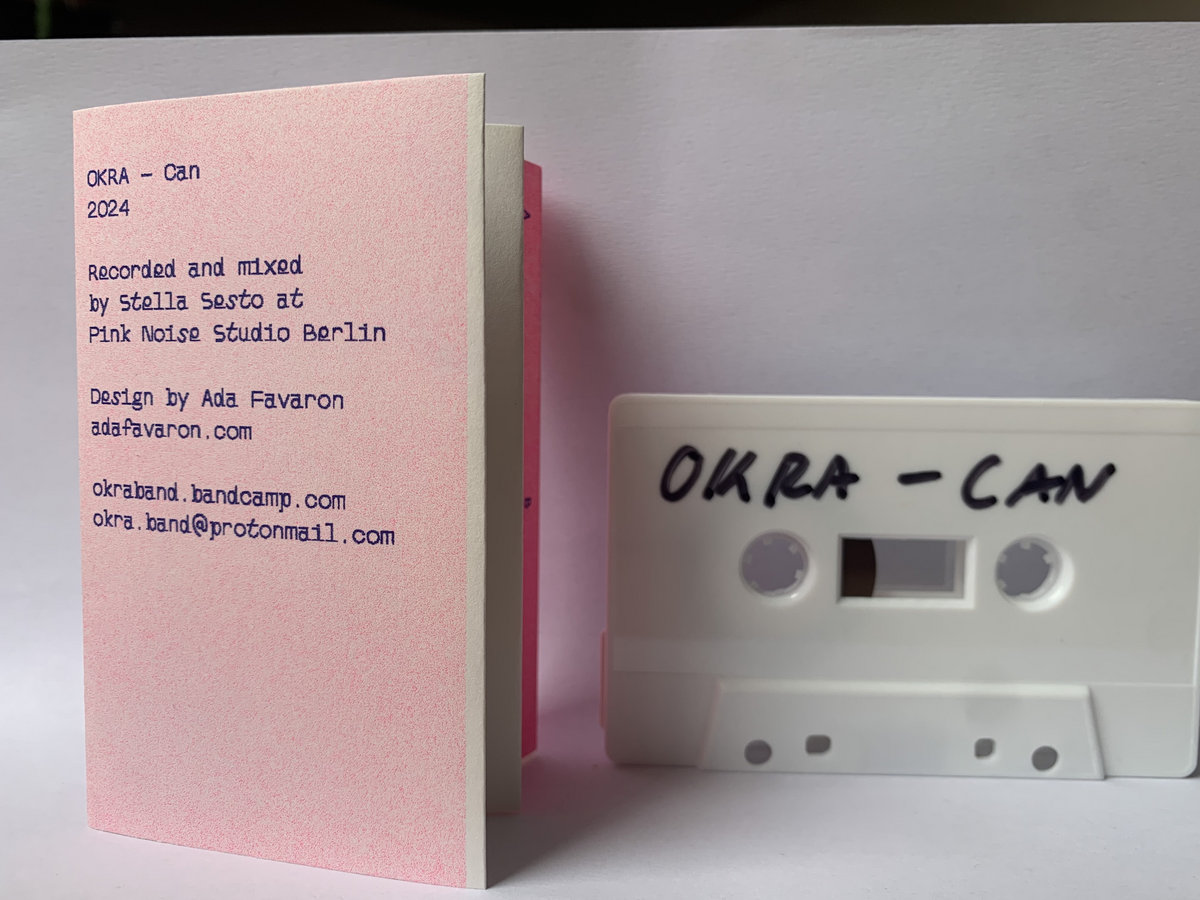 OKRA – Can
2024
Recorded and mixed
by Stella Sesto at
Pink Noise Studio Berlin
Design by Ada Favaron
adafavaron.com
okraband.bandcamp.com
okra.band@protonmail.com
OKRA – CAN